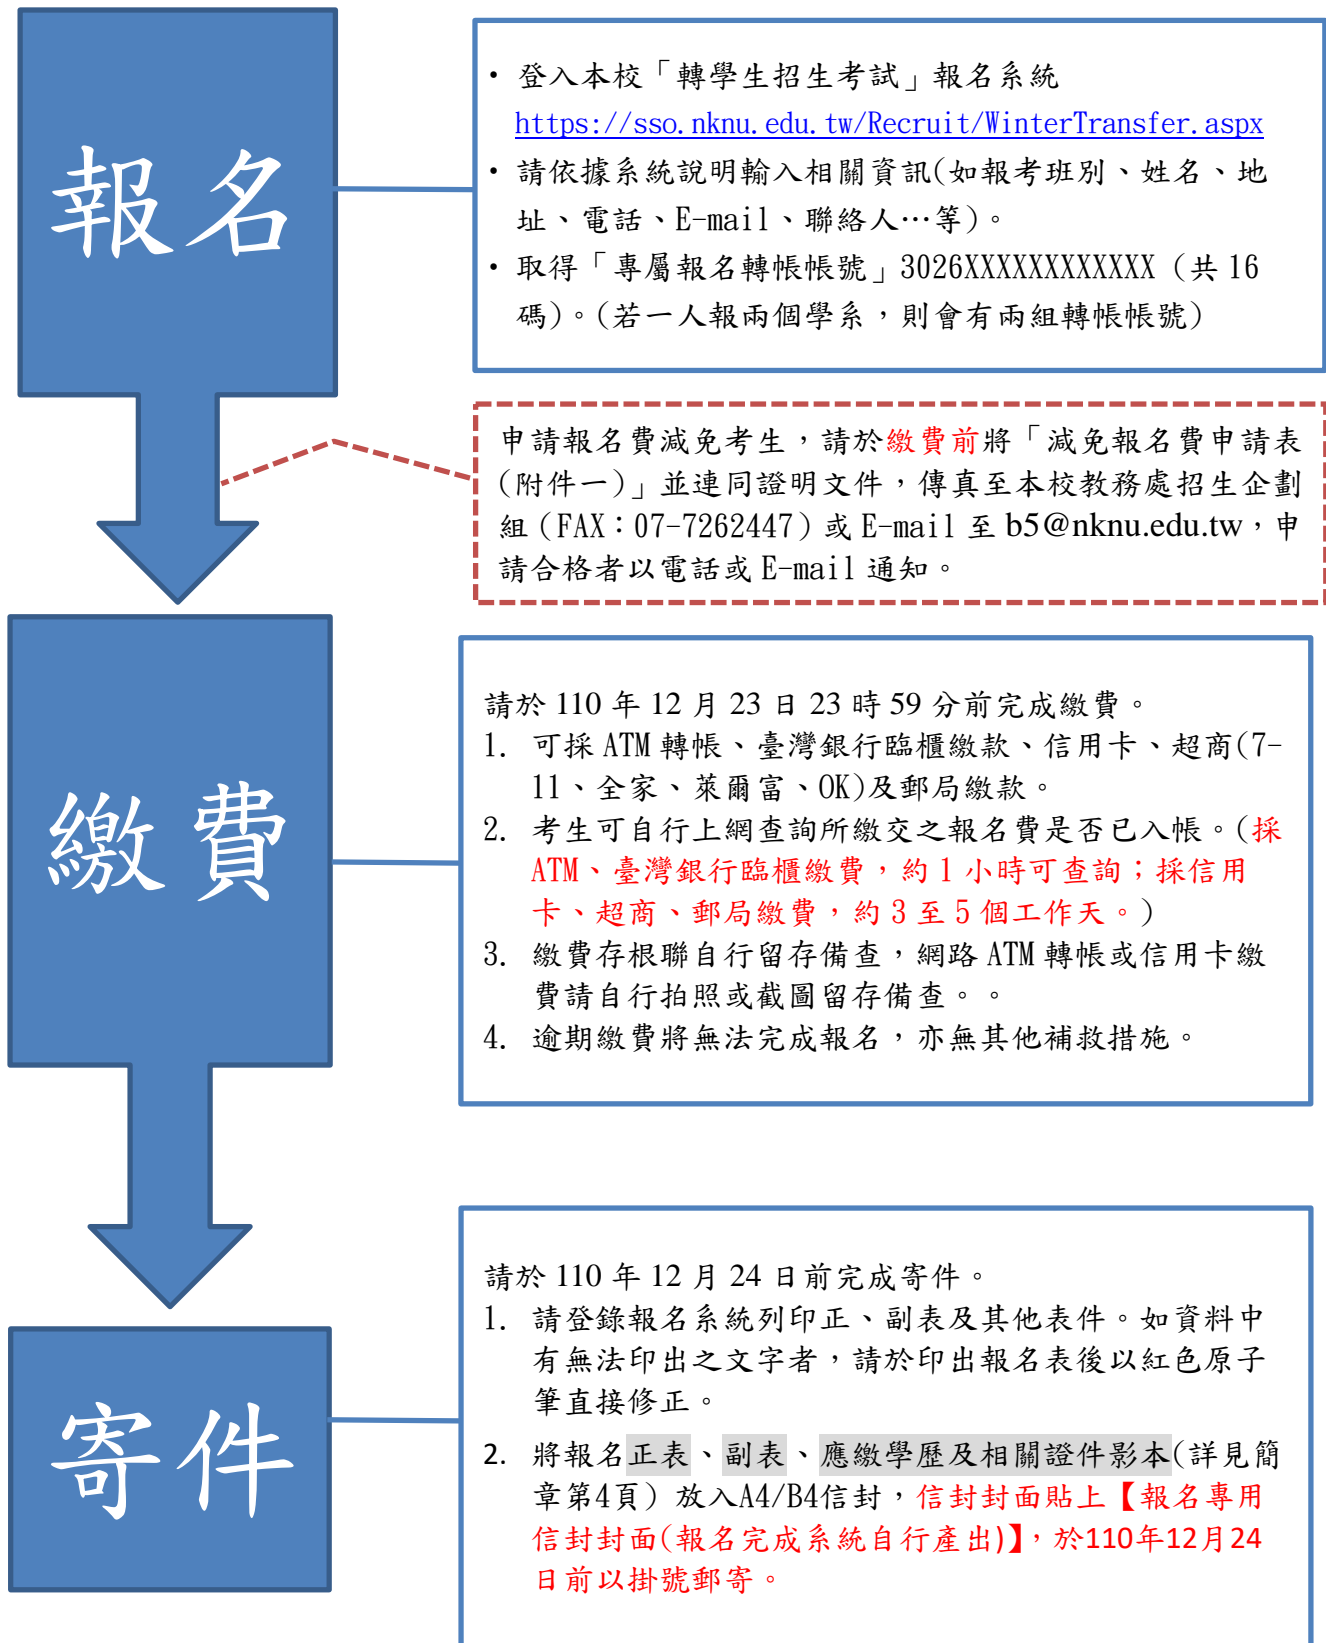 報名
・登入本校「轉學生招生考試」報名系統
https://sso.nknu.edu.tw/Recruit/WinterTransfer.aspx
・請依據系統說明輸入相關資訊(如報考班別、姓名、地
址、電話、E-mail、聯絡人…等)。
・取得「專屬報名轉帳帳號」3026XXXXXXXXXXXX（共16
碼)。(若一人報兩個學系，則會有兩組轉帳帳號)
申請報名費減免考生，請於繳費前將「減免報名費申請表
(附件一)」並連同證明文件，傳真至本校教務處招生企劃
組（FAX：07-7262447）或 E-mail 至 b5@nknu.edu.tw，申
請合格者以電話或 E-mail 通知。
繳費
請於 110 年 12 月 23 日 23 時 59 分前完成繳費。
1. 可採 ATM 轉帳、臺灣銀行臨櫃繳款、信用卡、超商(7-
11、全家、萊爾富、OK)及郵局繳款。
2. 考生可自行上網查詢所繳交之報名費是否已入帳。(採
ATM、臺灣銀行臨櫃繳費，約 1 小時可查詢；採信用
卡、超商、郵局繳費，約 3 至 5 個工作天。)
3. 繳費存根聯自行留存備查，網路 ATM 轉帳或信用卡繳
費請自行拍照或截圖留存備查。。
4. 逾期繳費將無法完成報名，亦無其他補救措施。
寄件
請於 110 年 12 月 24 日前完成寄件。
1. 請登錄報名系統列印正、副表及其他表件。如資料中
有無法印出之文字者，請於印出報名表後以紅色原子
筆直接修正。
2. 將報名正表、副表、應繳學歷及相關證件影本(詳見簡
章第4頁）放入A4/B4信封，信封封面貼上【報名專用
信封封面(報名完成系統自行產出)】，於110年12月24
日前以掛號郵寄。